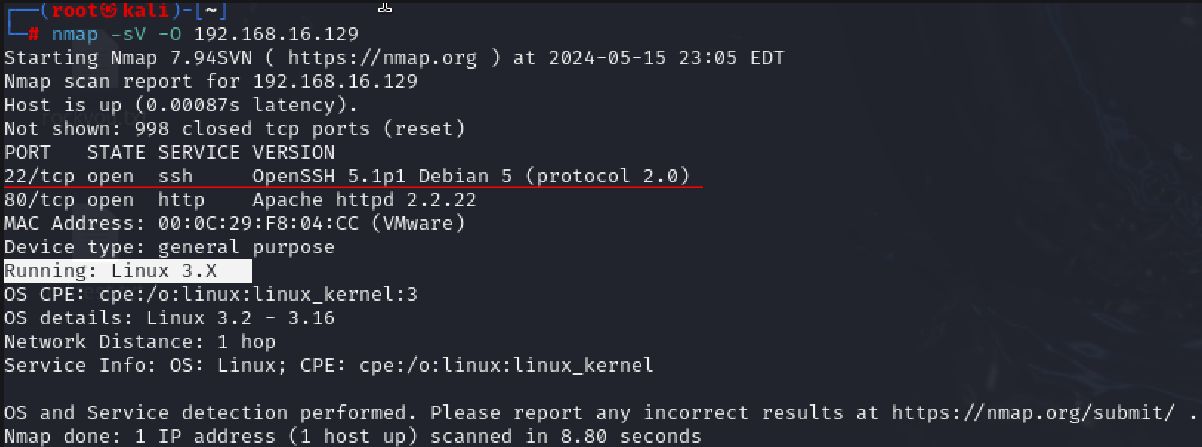 ┌──(root㉿kali)-[~]
└─# nmap -sV -O 192.168.16.129
Starting Nmap 7.94SVN ( https://nmap.org ) at 2024-05-15 23:05 EDT
Nmap scan report for 192.168.16.129
Host is up (0.00087s latency).
Not shown: 998 closed tcp ports (reset)
PORT   STATE SERVICE VERSION
22/tcp open  ssh     OpenSSH 5.1p1 Debian 5 (protocol 2.0)
80/tcp open  http    Apache httpd 2.2.22
MAC Address: 00:0C:29:F8:04:CC (VMware)
Device type: general purpose
Running: Linux 3.X
OS CPE: cpe:/o:linux:linux_kernel:3
OS details: Linux 3.2 - 3.16
Network Distance: 1 hop
Service Info: OS: Linux; CPE: cpe:/o:linux:linux_kernel

OS and Service detection performed. Please report any incorrect results at https://nmap.org/submit/ .
Nmap done: 1 IP address (1 host up) scanned in 8.80 seconds